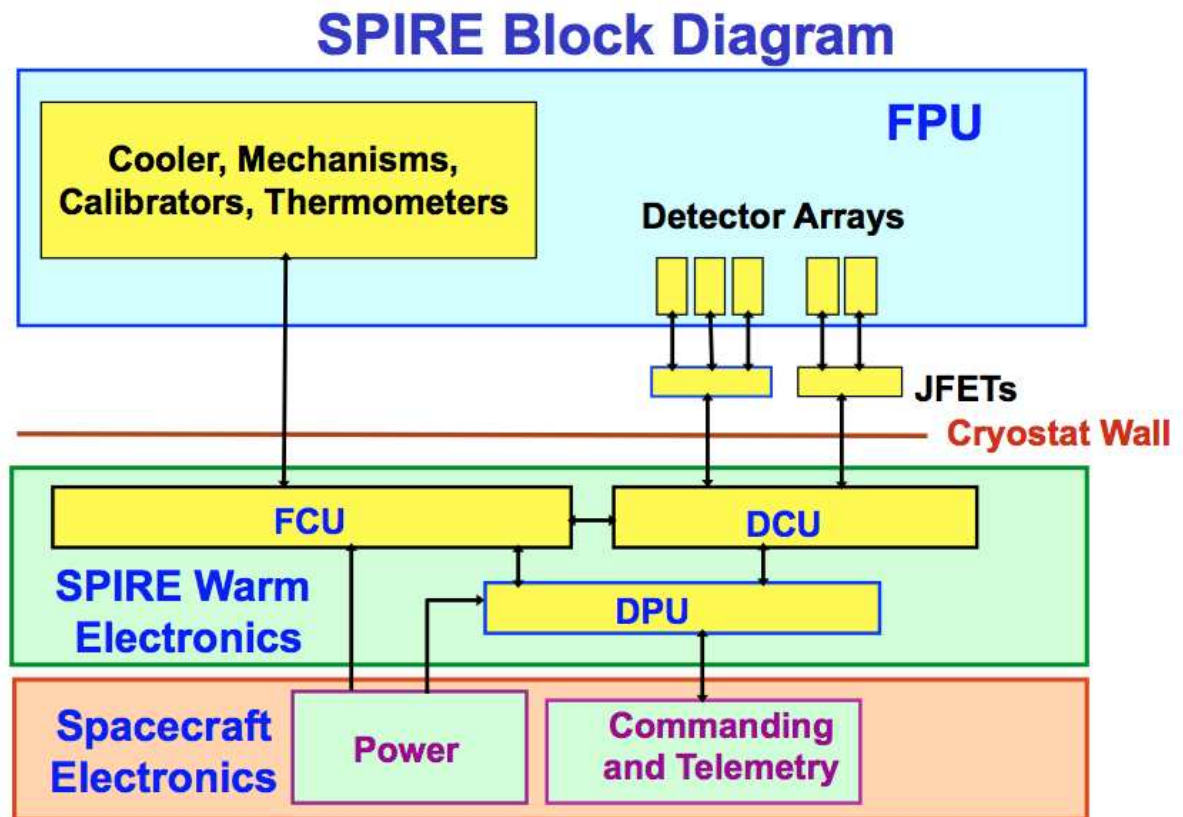 SPIRE Block Diagram
FPU
Cooler, Mechanisms,
Calibrators, Thermometers
Detector Arrays
JFETs
Cryostat Wall
FCU
DCU
SPIRE Warm
Electronics
DPU
Spacecraft
Electronics
Power
Commanding
and Telemetry